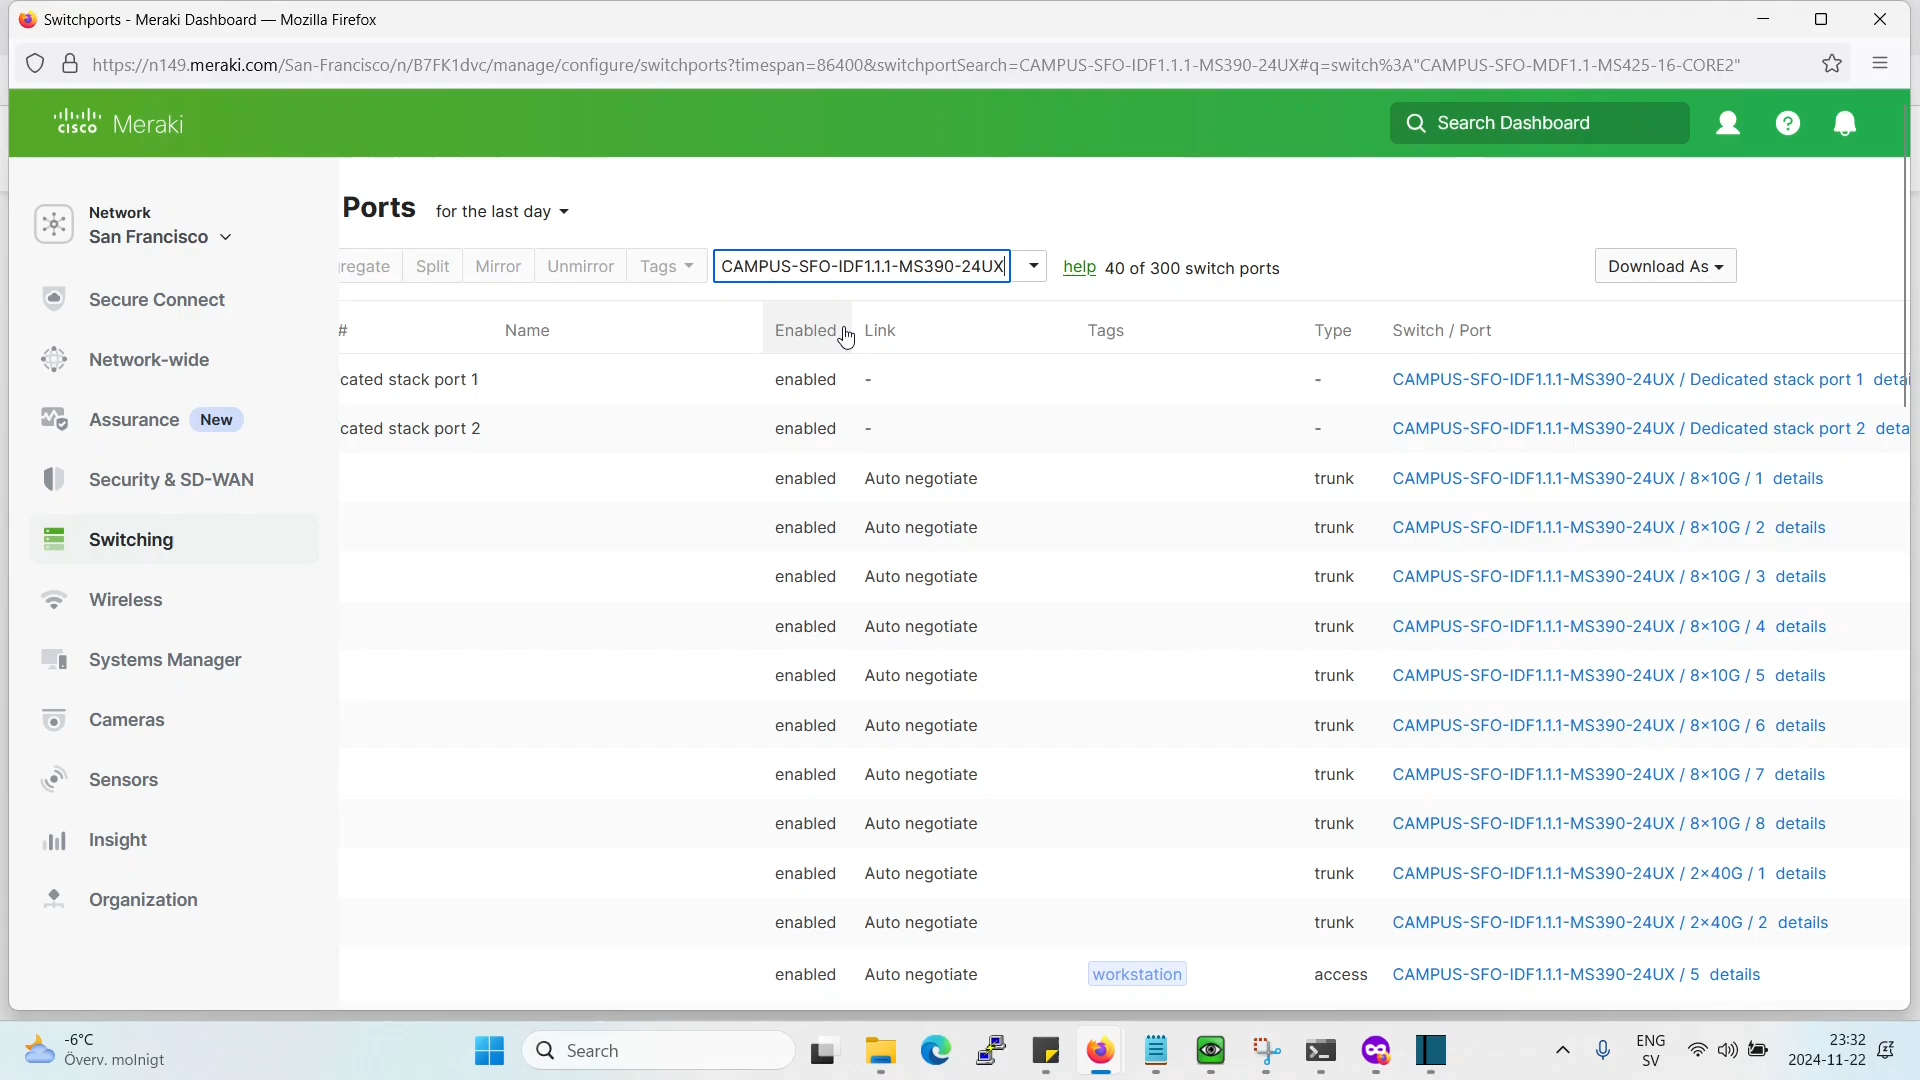 Switchports - Meraki Dashboard — Mozilla Firefox
https://n149.meraki.com/San-Francisco/n/B7FK1dvc/manage/configure/switchports?timespan=86400&switchportSearch=CAMPUS-SFO-IDF1.1.1-MS390-24UX#q=switch%3A"CAMPUS-SFO-MDF1.1-MS425-16-CORE2"
cisco Meraki
Search Dashboard
Network
San Francisco
Secure Connect
Network-wide
Assurance New
Security & SD-WAN
Switching
Wireless
Systems Manager
Cameras
Sensors
Insight
Organization
Ports for the last day
regate Split Mirror Unmirror Tags CAMPUS-SFO-IDF1.1.1-MS390-24UX help 40 of 300 switch ports Download As
# Name Enabled Link Tags Type Switch / Port
cated stack port 1 enabled - - CAMPUS-SFO-IDF1.1.1-MS390-24UX / Dedicated stack port 1 detai
cated stack port 2 enabled - - CAMPUS-SFO-IDF1.1.1-MS390-24UX / Dedicated stack port 2 deta
enabled Auto negotiate trunk CAMPUS-SFO-IDF1.1.1-MS390-24UX / 8×10G / 1 details
enabled Auto negotiate trunk CAMPUS-SFO-IDF1.1.1-MS390-24UX / 8×10G / 2 details
enabled Auto negotiate trunk CAMPUS-SFO-IDF1.1.1-MS390-24UX / 8×10G / 3 details
enabled Auto negotiate trunk CAMPUS-SFO-IDF1.1.1-MS390-24UX / 8×10G / 4 details
enabled Auto negotiate trunk CAMPUS-SFO-IDF1.1.1-MS390-24UX / 8×10G / 5 details
enabled Auto negotiate trunk CAMPUS-SFO-IDF1.1.1-MS390-24UX / 8×10G / 6 details
enabled Auto negotiate trunk CAMPUS-SFO-IDF1.1.1-MS390-24UX / 8×10G / 7 details
enabled Auto negotiate trunk CAMPUS-SFO-IDF1.1.1-MS390-24UX / 8×10G / 8 details
enabled Auto negotiate trunk CAMPUS-SFO-IDF1.1.1-MS390-24UX / 2×40G / 1 details
enabled Auto negotiate trunk CAMPUS-SFO-IDF1.1.1-MS390-24UX / 2×40G / 2 details
enabled Auto negotiate workstation access CAMPUS-SFO-IDF1.1.1-MS390-24UX / 5 details
-6°C
Överv. molnigt
Search
ENG
SV
23:32
2024-11-22